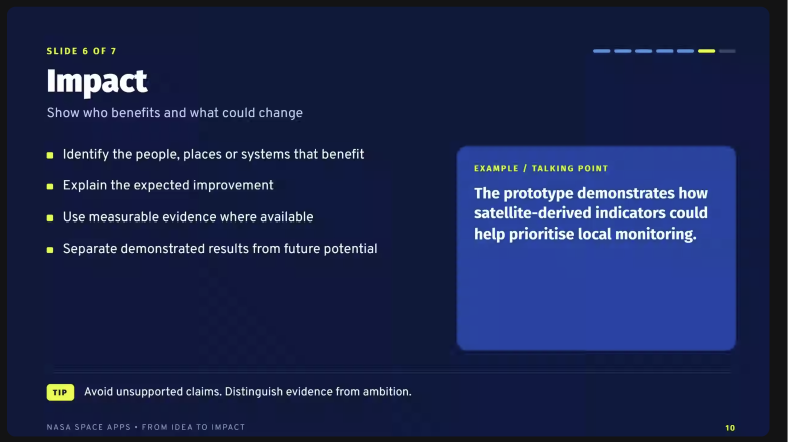 SLIDE 6 OF 7
Impact
Show who benefits and what could change
Identify the people, places or systems that benefit
Explain the expected improvement
Use measurable evidence where available
Separate demonstrated results from future potential
EXAMPLE / TALKING POINT
The prototype demonstrates how
satellite-derived indicators could
help prioritise local monitoring.
TIP Avoid unsupported claims. Distinguish evidence from ambition.
NASA SPACE APPS • FROM IDEA TO IMPACT
10